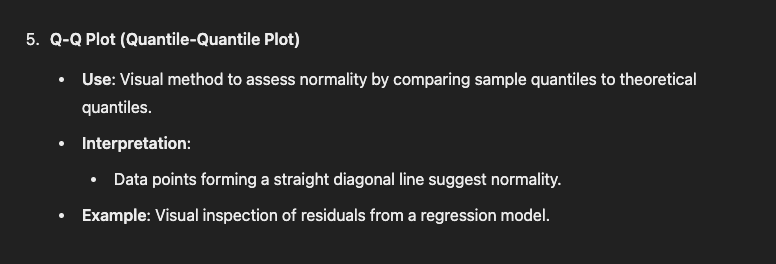 5. Q-Q Plot (Quantile-Quantile Plot)
• Use: Visual method to assess normality by comparing sample quantiles to theoretical
quantiles.
• Interpretation:
• Data points forming a straight diagonal line suggest normality.
• Example: Visual inspection of residuals from a regression model.